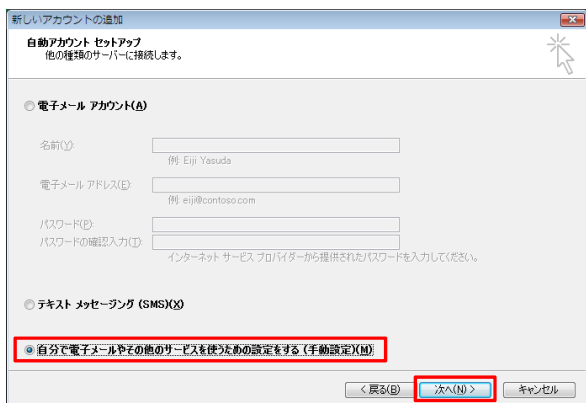 新しいアカウントの追加
自動アカウント セットアップ
他の種類のサーバーに接続します。
電子メール アカウント(A)
名前(Y):
例: Eiji Yasuda
電子メール アドレス(E):
例: eiji@contoso.com
パスワード(P):
パスワードの確認入力(T):
インターネット サービス プロバイダーから提供されたパスワードを入力してください。
テキスト メッセージング (SMS)(X)
自分で電子メールやその他のサービスを使うための設定をする (手動設定)(M)
< 戻る(B) 次へ(N) > キャンセル